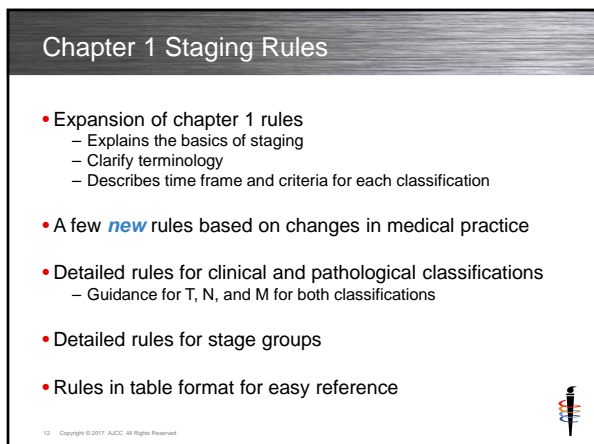 Chapter 1 Staging Rules
• Expansion of chapter 1 rules
– Explains the basics of staging
– Clarify terminology
– Describes time frame and criteria for each classification
• A few new rules based on changes in medical practice
• Detailed rules for clinical and pathological classifications
– Guidance for T, N, and M for both classifications
• Detailed rules for stage groups
• Rules in table format for easy reference
12 Copyright © 2017 AJCC All Rights Reserved